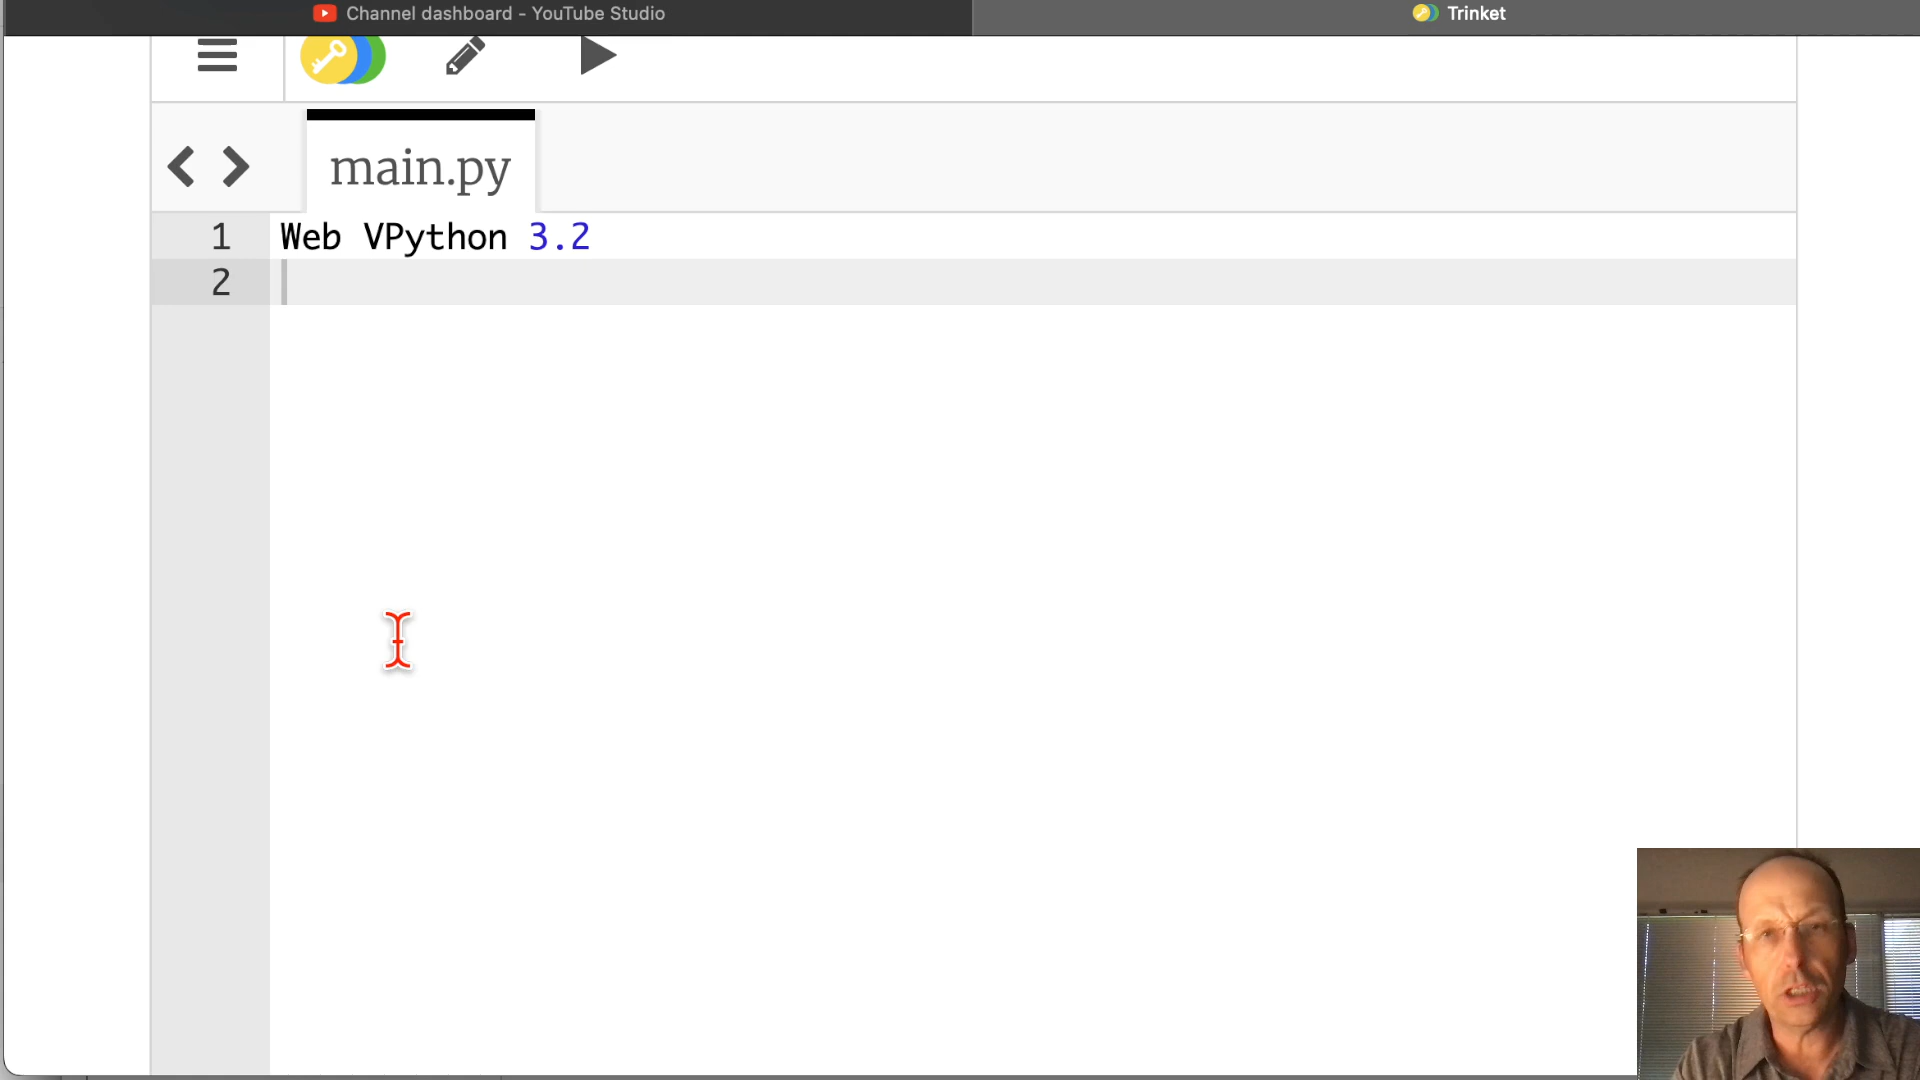 Channel dashboard - YouTube Studio
Trinket
main.py
1 Web VPython 3.2
2